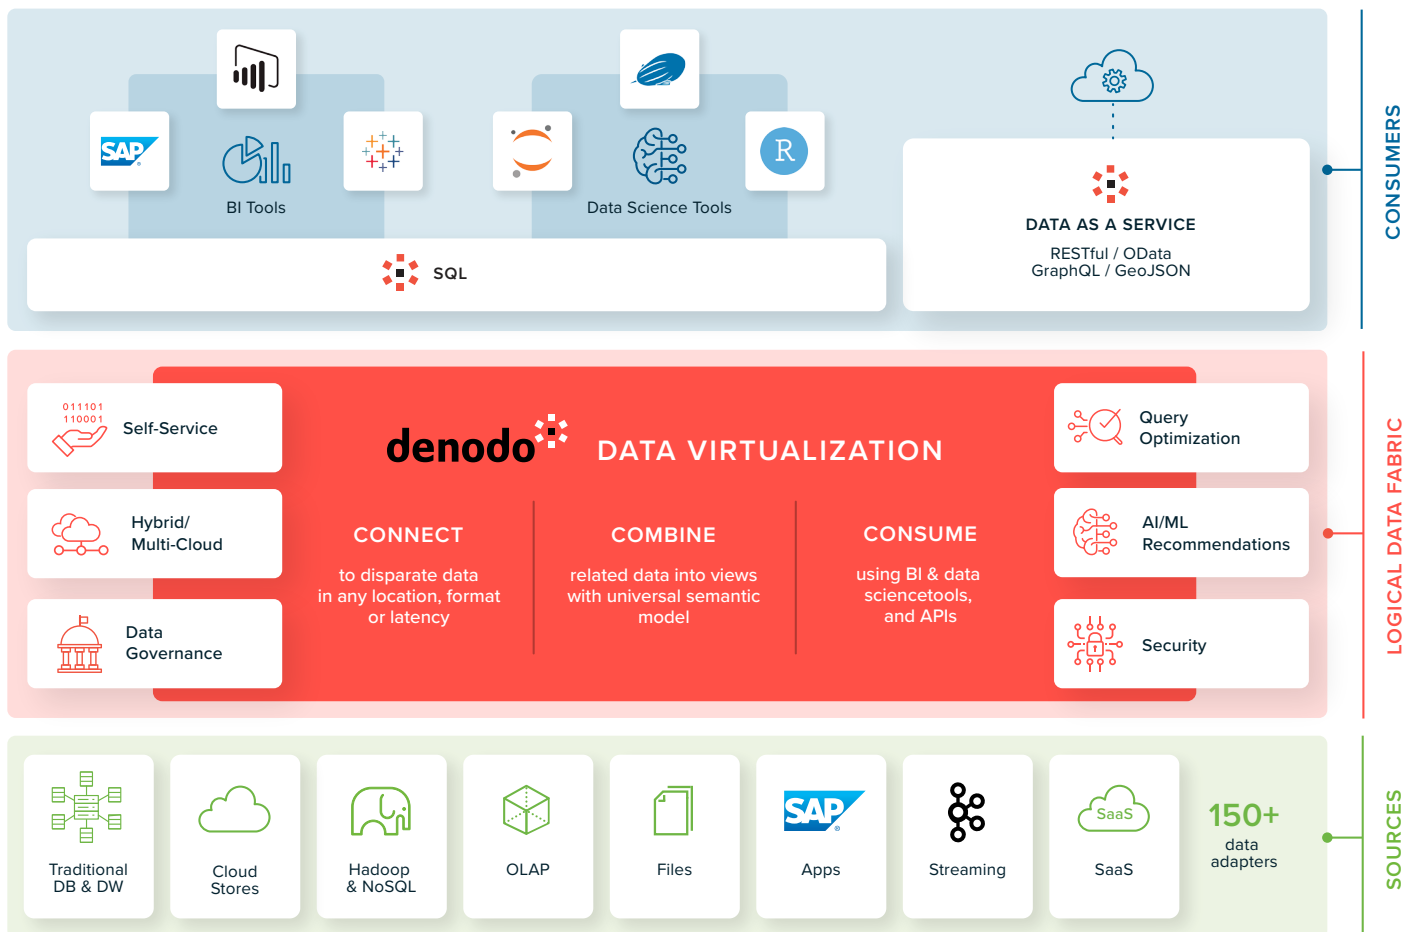 SAP
BI Tools
Data Science Tools
R
SQL
DATA AS A SERVICE
RESTful / OData
GraphQL / GeoJSON
CONSUMERS
011101
110001
Self-Service
Hybrid/
Multi-Cloud
Data
Governance
denodo
DATA VIRTUALIZATION
CONNECT
to disparate data
in any location, format
or latency
COMBINE
related data into views
with universal semantic
model
CONSUME
using BI & data
sciencetools,
and APIs
Query
Optimization
AI/ML
Recommendations
Security
LOGICAL DATA FABRIC
Traditional
DB & DW
Cloud
Stores
Hadoop
& NoSQL
OLAP
Files
SAP
Apps
Streaming
SaaS
SaaS
150+
data
adapters
SOURCES